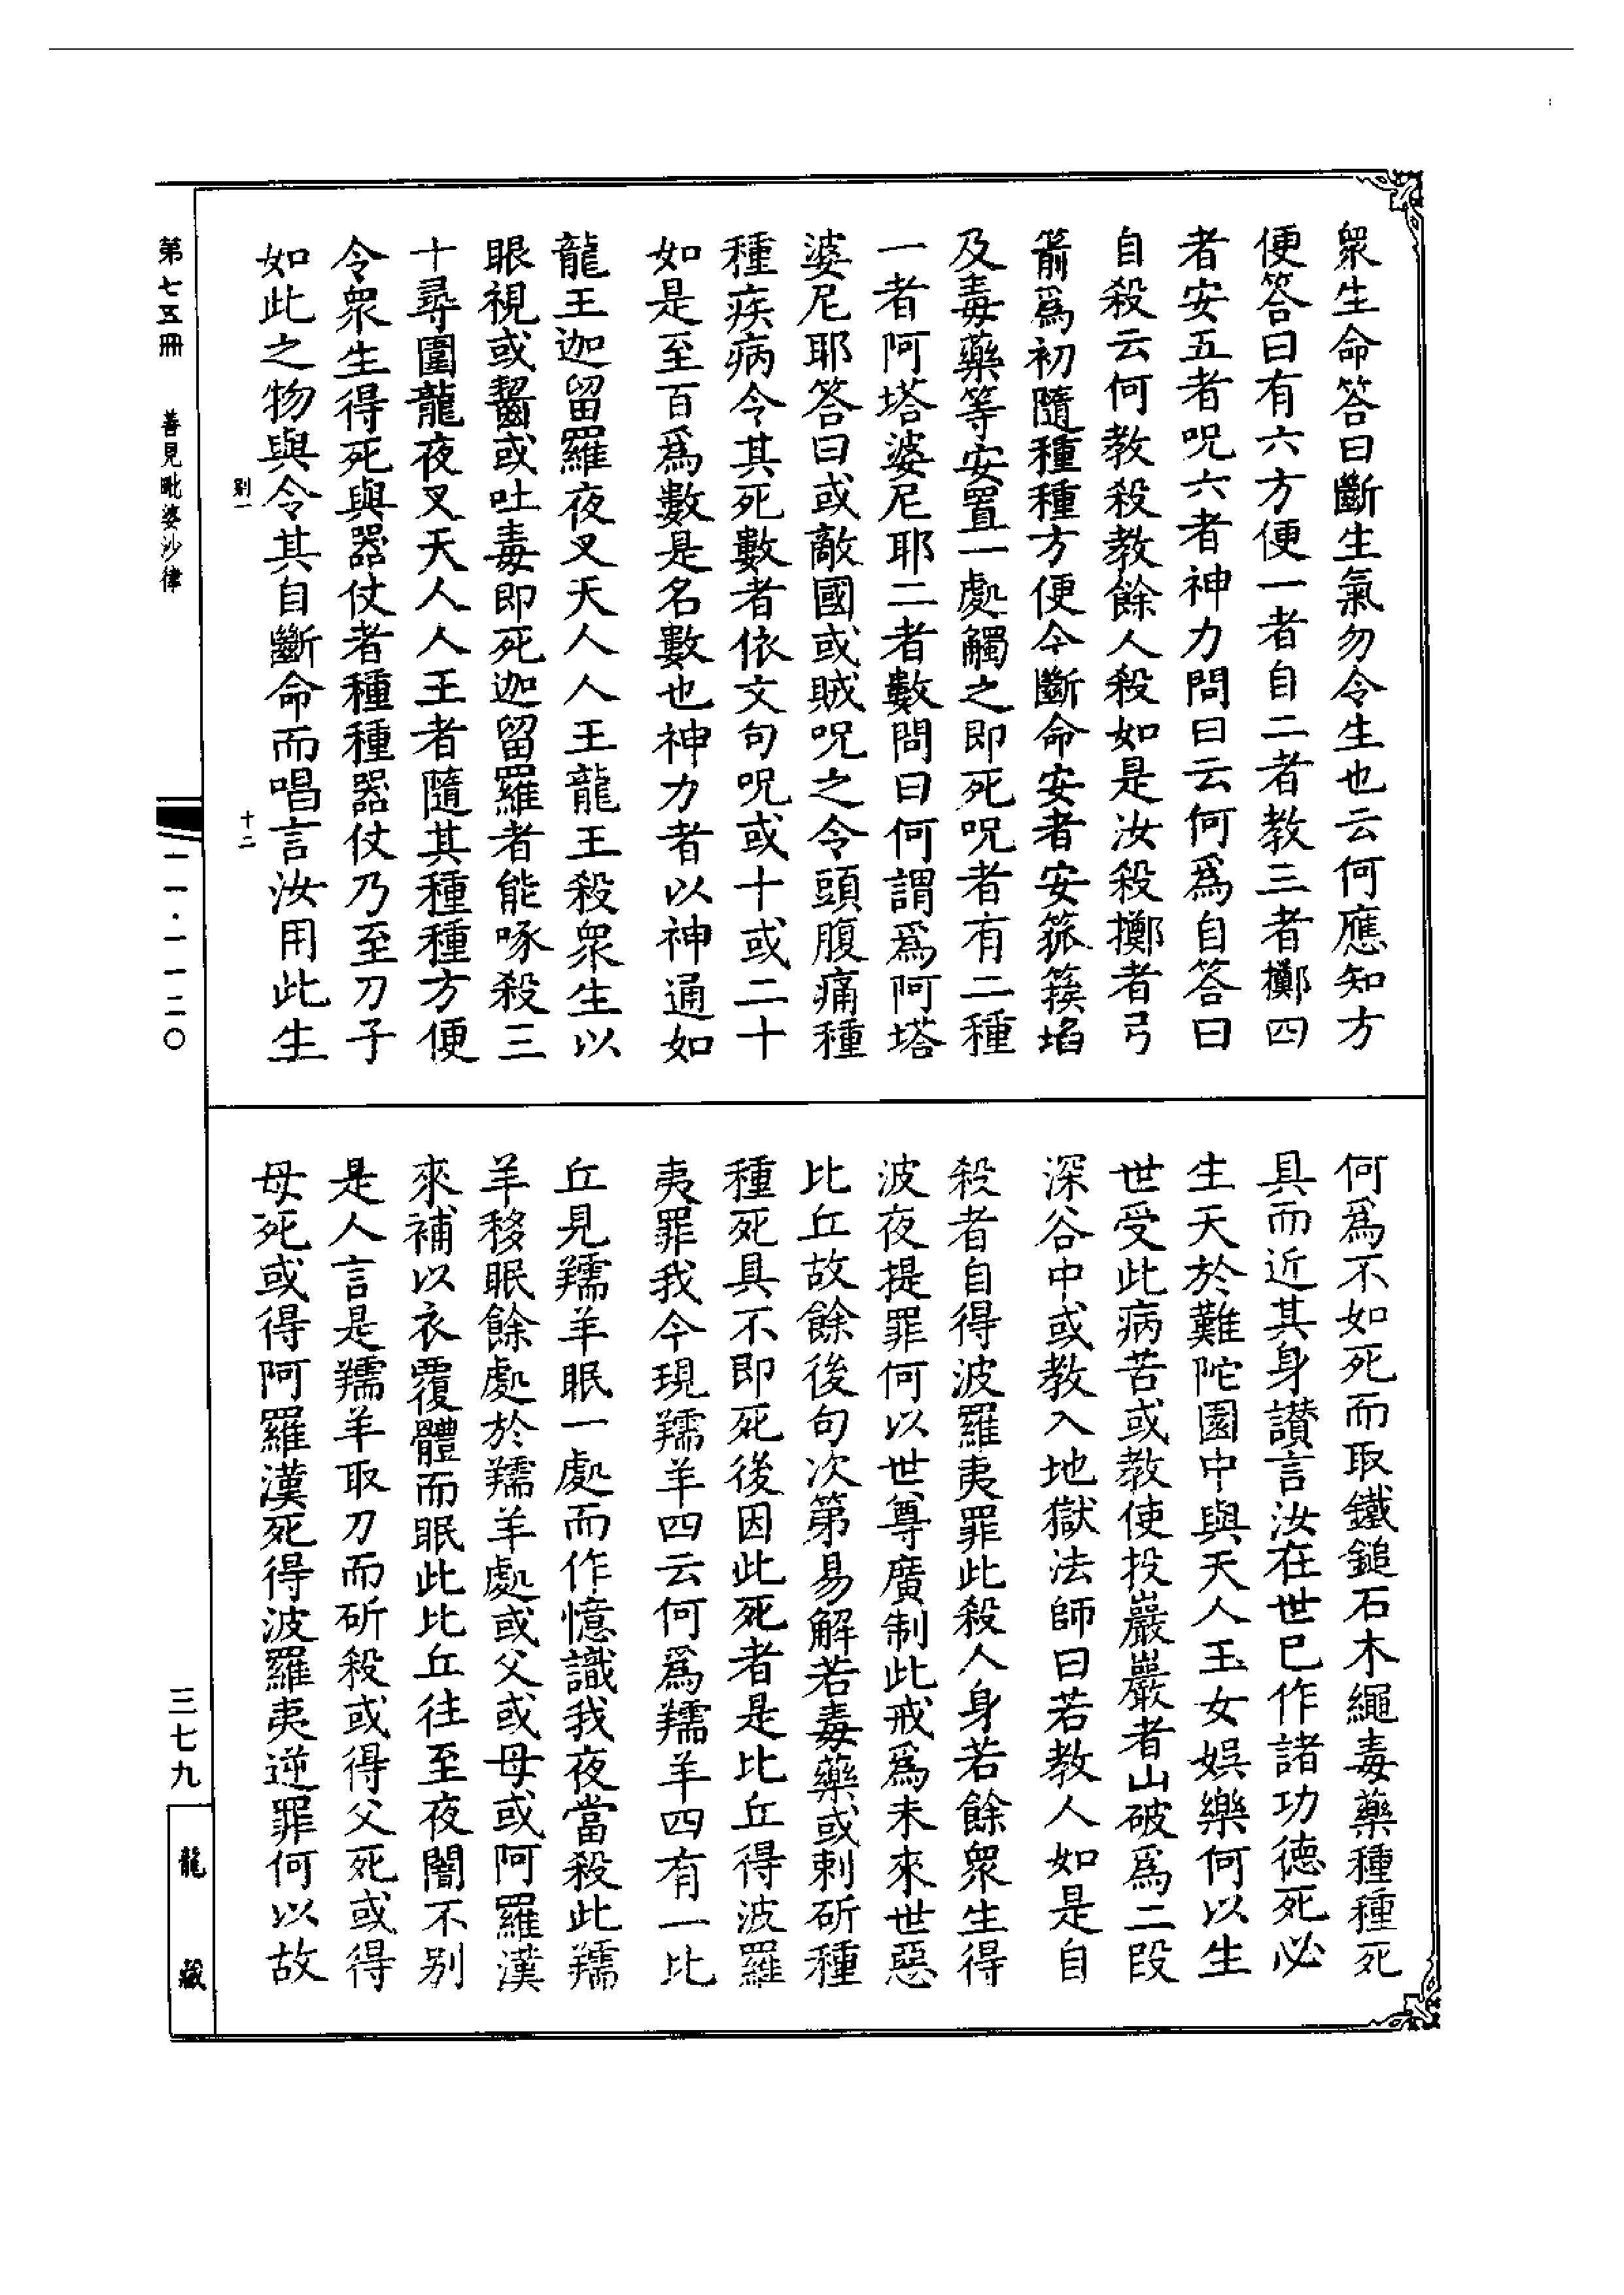 衆生命答曰斷生氣勿令生也云何應知方
便答曰有六方便一者自二者教三者擲四
者安五者呪六者神力問曰云何爲自答曰
自殺云何教殺教餘人殺如是汝殺擲者弓
箭爲初隨種種方便令斷命安者安箛䉀埳
及毒藥等安置一處觸之即死呪者有二種
一者阿塔婆尼耶二者數問曰何謂爲阿塔
婆尼耶答曰或敵國或賊呪之令頭腹痛種
種疾病令其死數者依文句呪或十或二十
如是至百爲數是名數也神力者以神通如
龍王迦留羅夜叉天人人王龍王殺衆生以
眼視或齧或吐毒即死迦留羅者能啄殺三
十尋圍龍夜叉天人人王者隨其種種方便
令衆生得死與器仗者種種器仗乃至刀子
如此之物與令其自斷命而唱言汝用此生
別一 十二
何爲不如死而取鐵鎚石木繩毒藥種種死
具而近其身讃言汝在世已作諸功德死必
生天於難陀園中與天人玉女娛樂何以生
世受此病苦或教使投巖巖者山破爲二段
深谷中或教入地獄法師曰若教人如是自
殺者自得波羅夷罪此殺人身若餘衆生得
波夜提罪何以世尊廣制此戒爲未來世惡
比丘故餘後句次第易解若毒藥或剌斫種
種死具不即死後因此死者是比丘得波羅
夷罪我今現羺羊四云何爲羺羊四有一比
丘見羺羊眠一處而作憶識我夜當殺此羺
羊移眠餘處於羺羊處或父或母或阿羅漢
來補以衣覆體而眠此比丘往至夜闇不別
是人言是羺羊取刀而斫殺或得父死或得
母死或得阿羅漢死得波羅夷逆罪何以故
第七五冊 善見毗婆沙律
一一·一一二〇
三七九
龍藏